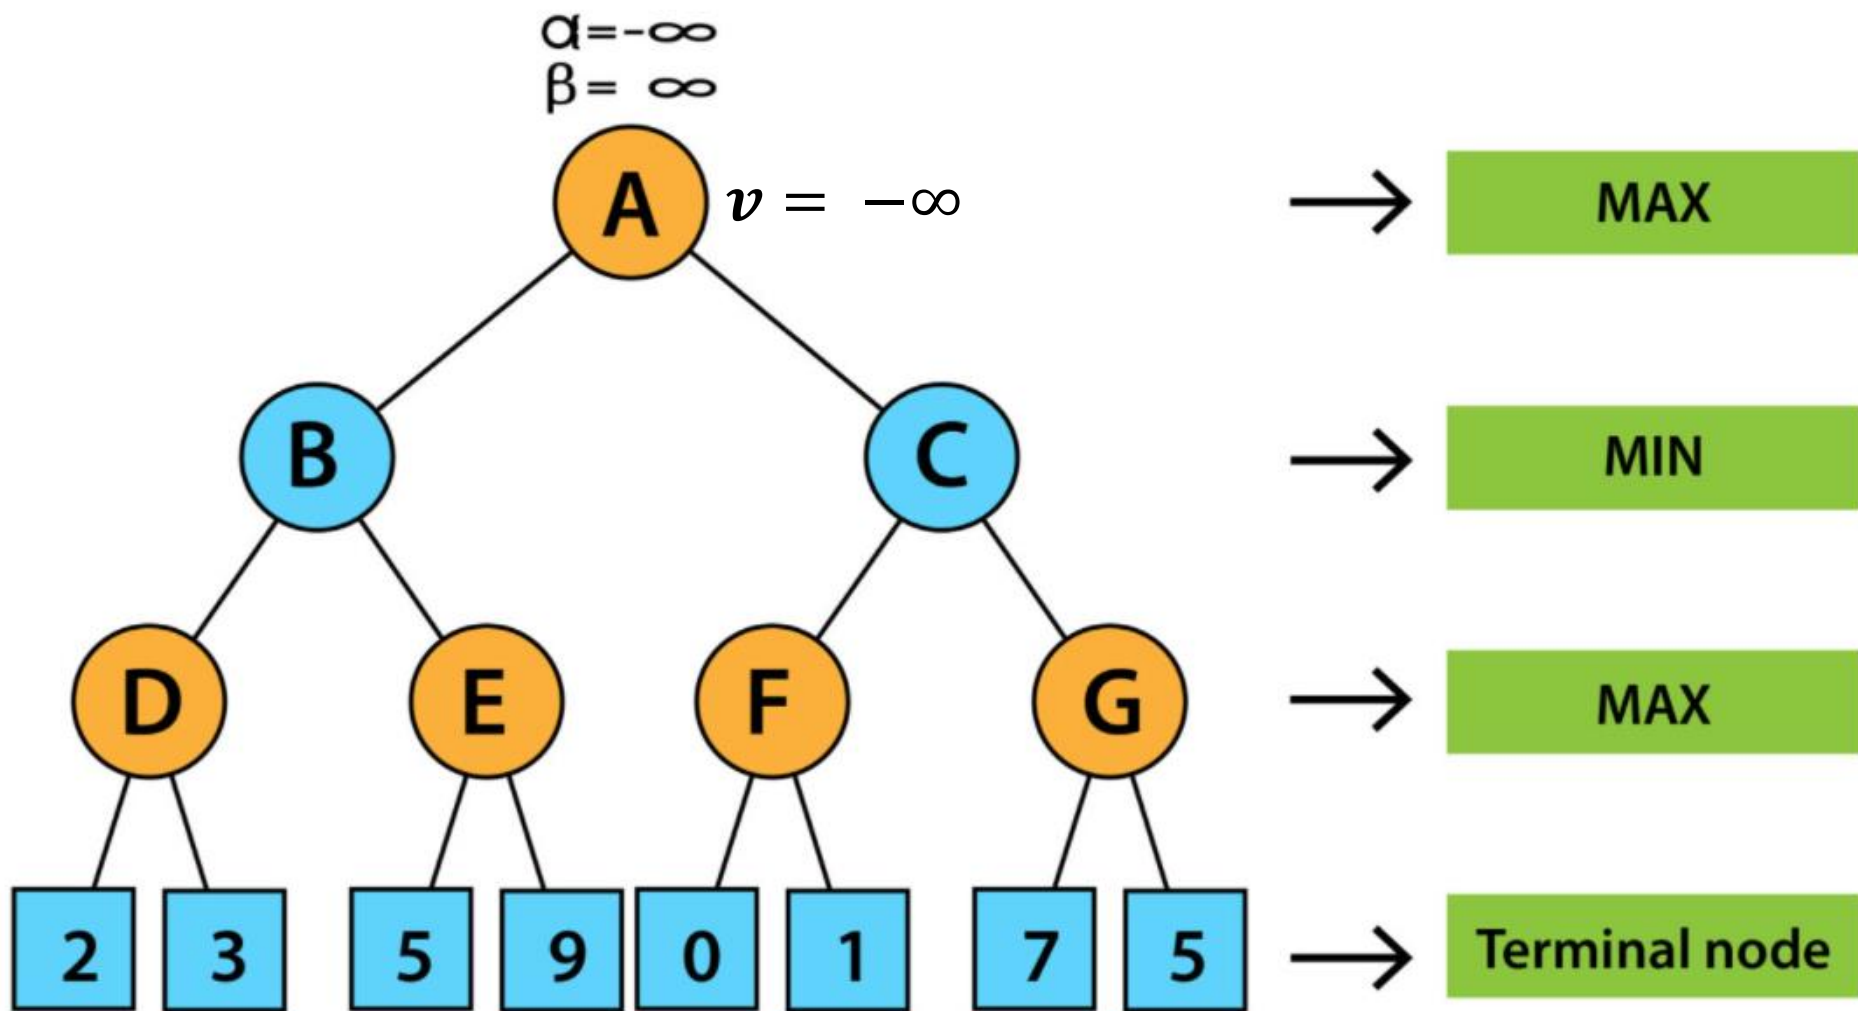 α=-∞
β= ∞
A v = −∞ MAX
B C MIN
D E F G MAX
2 3 5 9 0 1 7 5 Terminal node